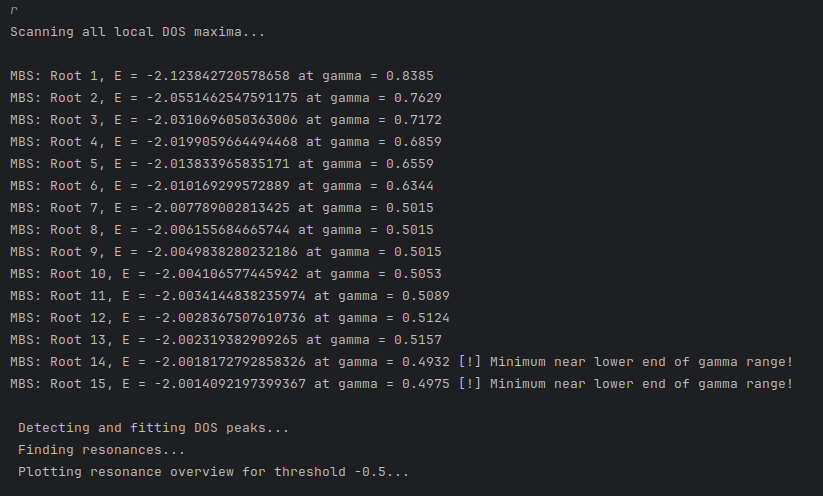 r
Scanning all local DOS maxima...
MBS: Root 1, E = -2.123842720578658 at gamma = 0.8385
MBS: Root 2, E = -2.0551462547591175 at gamma = 0.7629
MBS: Root 3, E = -2.0310696050363006 at gamma = 0.7172
MBS: Root 4, E = -2.0199059664494468 at gamma = 0.6859
MBS: Root 5, E = -2.013833965835171 at gamma = 0.6559
MBS: Root 6, E = -2.010169299572889 at gamma = 0.6344
MBS: Root 7, E = -2.007789002813425 at gamma = 0.5015
MBS: Root 8, E = -2.006155684665744 at gamma = 0.5015
MBS: Root 9, E = -2.0049838280232186 at gamma = 0.5015
MBS: Root 10, E = -2.004106577445942 at gamma = 0.5053
MBS: Root 11, E = -2.0034144838235974 at gamma = 0.5089
MBS: Root 12, E = -2.0028367507610736 at gamma = 0.5124
MBS: Root 13, E = -2.002319382909265 at gamma = 0.5157
MBS: Root 14, E = -2.0018172792858326 at gamma = 0.4932 [!] Minimum near lower end of gamma range!
MBS: Root 15, E = -2.0014092197399367 at gamma = 0.4975 [!] Minimum near lower end of gamma range!
Detecting and fitting DOS peaks...
Finding resonances...
Plotting resonance overview for threshold -0.5...